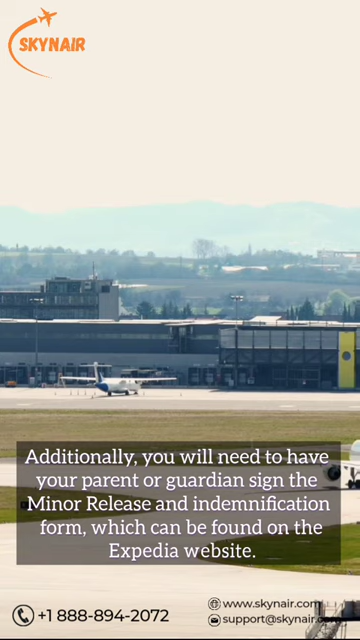 SKYNAIR
Additionally, you will need to have
your parent or guardian sign the
Minor Release and indemnification
form, which can be found on the
Expedia website.
+1 888-894-2072
www.skynair.com
support@skynair.com